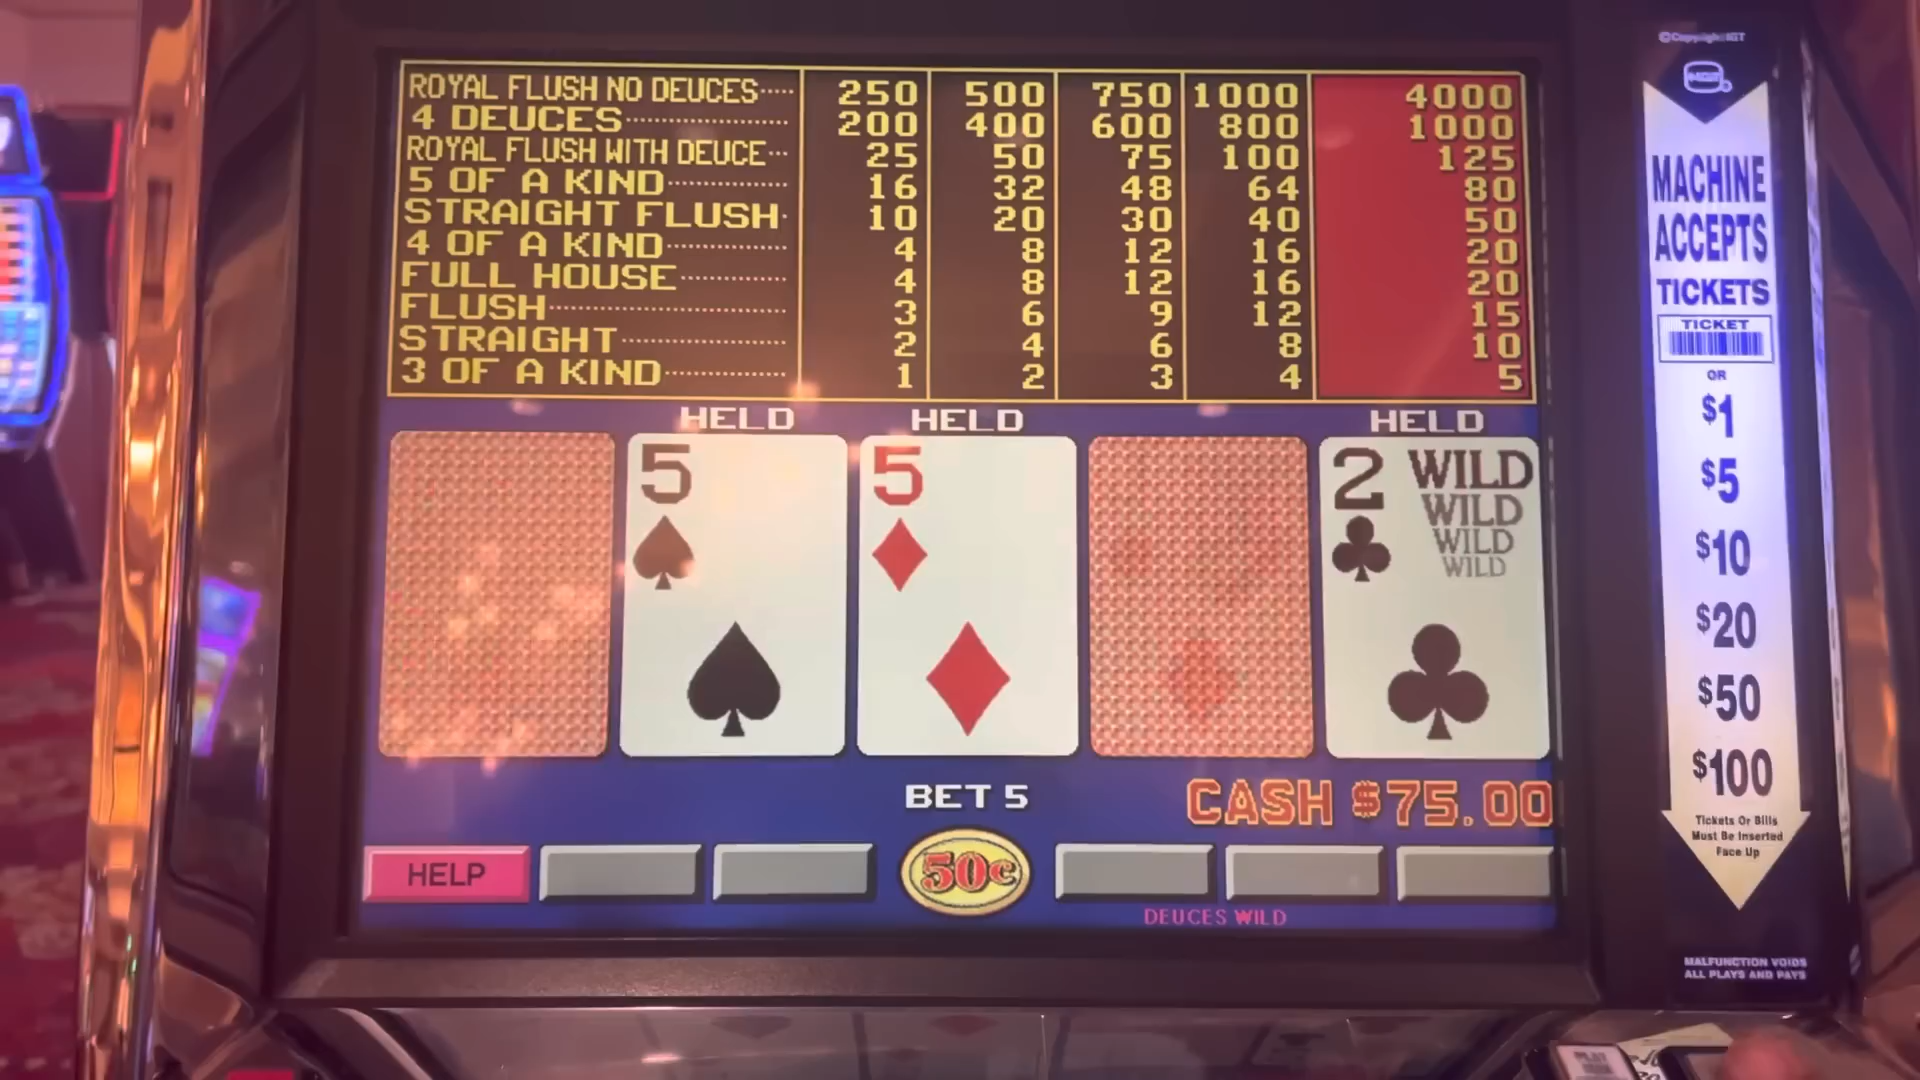 ROYAL FLUSH NO DEUCES····· 250 500 750 1000 4000
4 DEUCES················· 200 400 600 800 1000
ROYAL FLUSH WITH DEUCE··· 25 50 75 100 125
5 OF A KIND············· 16 32 48 64 80
STRAIGHT FLUSH· 10 20 30 40 50
4 OF A KIND············· 4 8 12 16 20
FULL HOUSE············ 4 8 12 16 20
FLUSH························· 3 6 9 12 15
STRAIGHT·················· 2 4 6 8 10
3 OF A KIND············· 1 2 3 4 5
HELD HELD HELD
5
5
2 WILD
WILD
WILD
WILD
BET 5
CASH $75.00
HELP
50¢
DEUCES WILD
MACHINE
ACCEPTS
TICKETS
TICKET
OR
$1
$5
$10
$20
$50
$100
Tickets Or Bills
Must Be Inserted
Face Up
MALFUNCTION VOIDS
ALL PLAYS AND PAYS